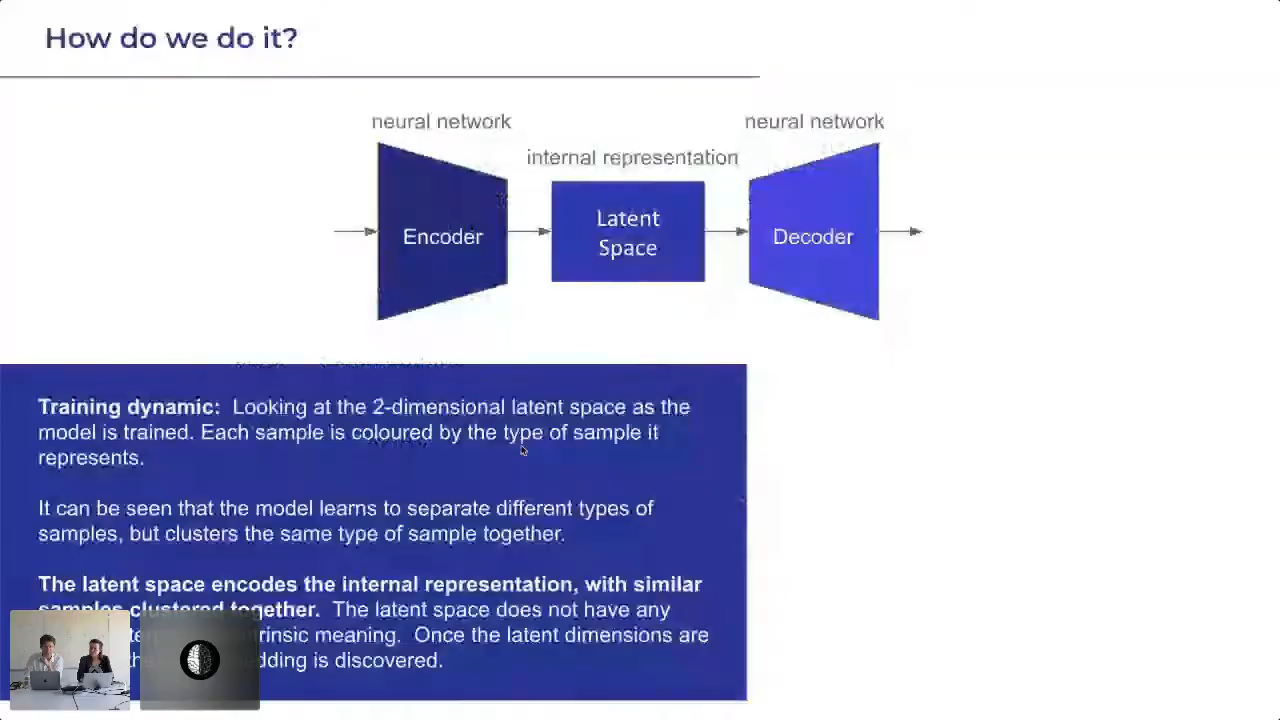 How do we do it?
neural network
neural network
internal representation
Encoder
Latent
Space
Decoder
Training dynamic: Looking at the 2-dimensional latent space as the
model is trained. Each sample is coloured by the type of sample it
represents.
It can be seen that the model learns to separate different types of
samples, but clusters the same type of sample together.
The latent space encodes the internal representation, with similar
samples clustered together. The latent space does not have any
meaning. Once the latent dimensions are
is discovered.